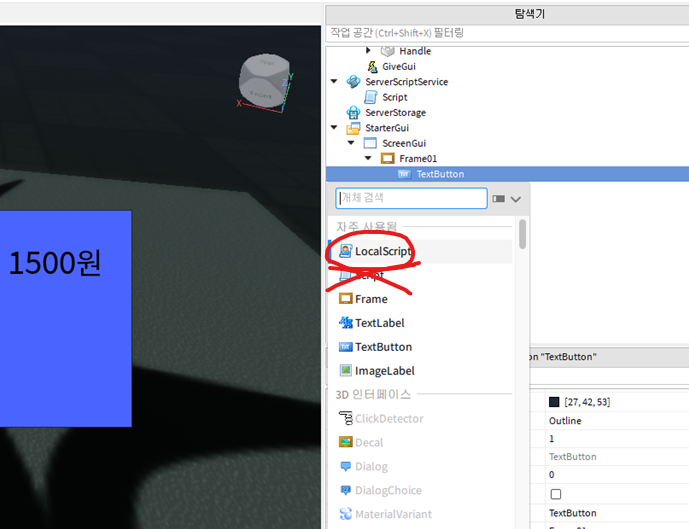 탐색기
작업 공간 (Ctrl+Shift+X) 필터링
Handle
GiveGui
ServerScriptService
Script
ServerStorage
StarterGui
ScreenGui
Frame01
TextButton
개체 검색
자주 사용됨
LocalScript
Script
Frame
TextLabel
TextButton
ImageLabel
3D 인터페이스
ClickDetector
Decal
Dialog
DialogChoice
MaterialVariant
Y
X
Front
1500원
on "TextButton"
[27, 42, 53]
Outline
1
TextButton
0
TextButton
Frame01